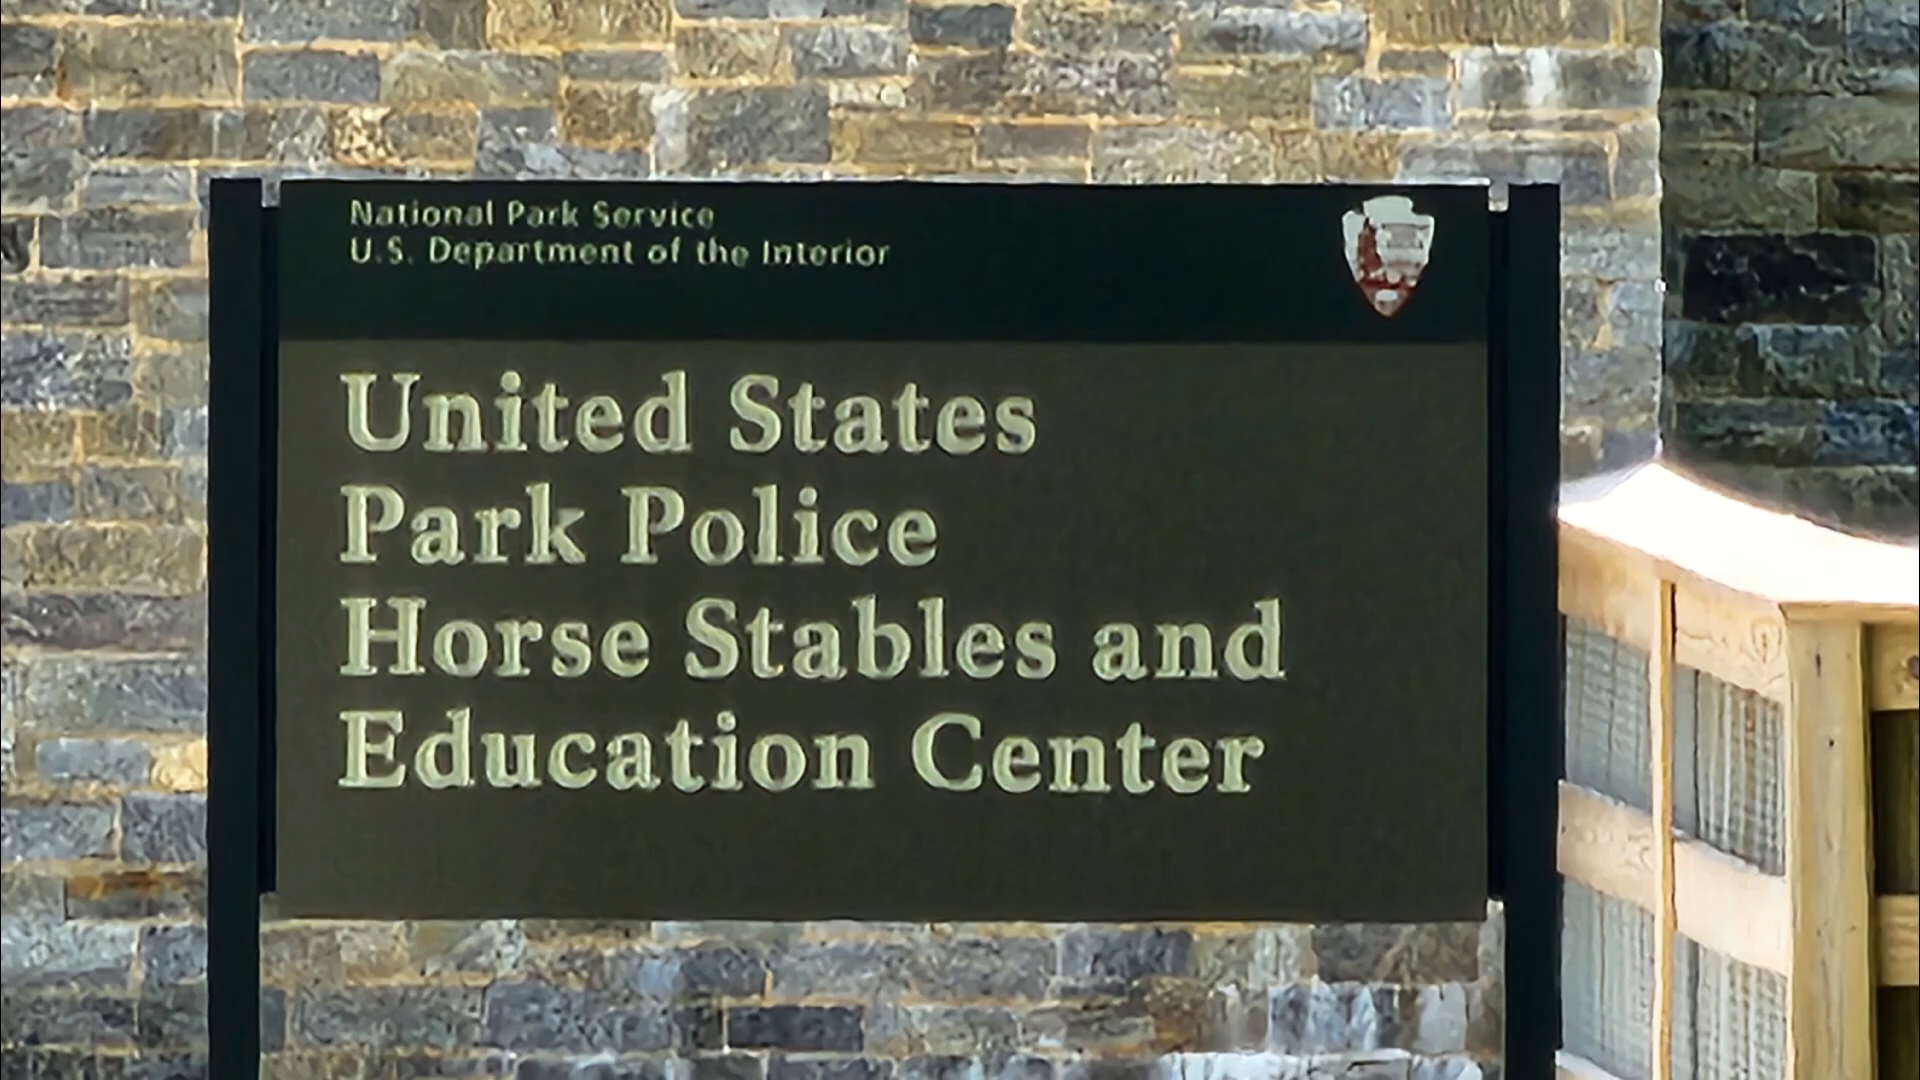 National Park Service
U.S. Department of the Interior
United States
Park Police
Horse Stables and
Education Center